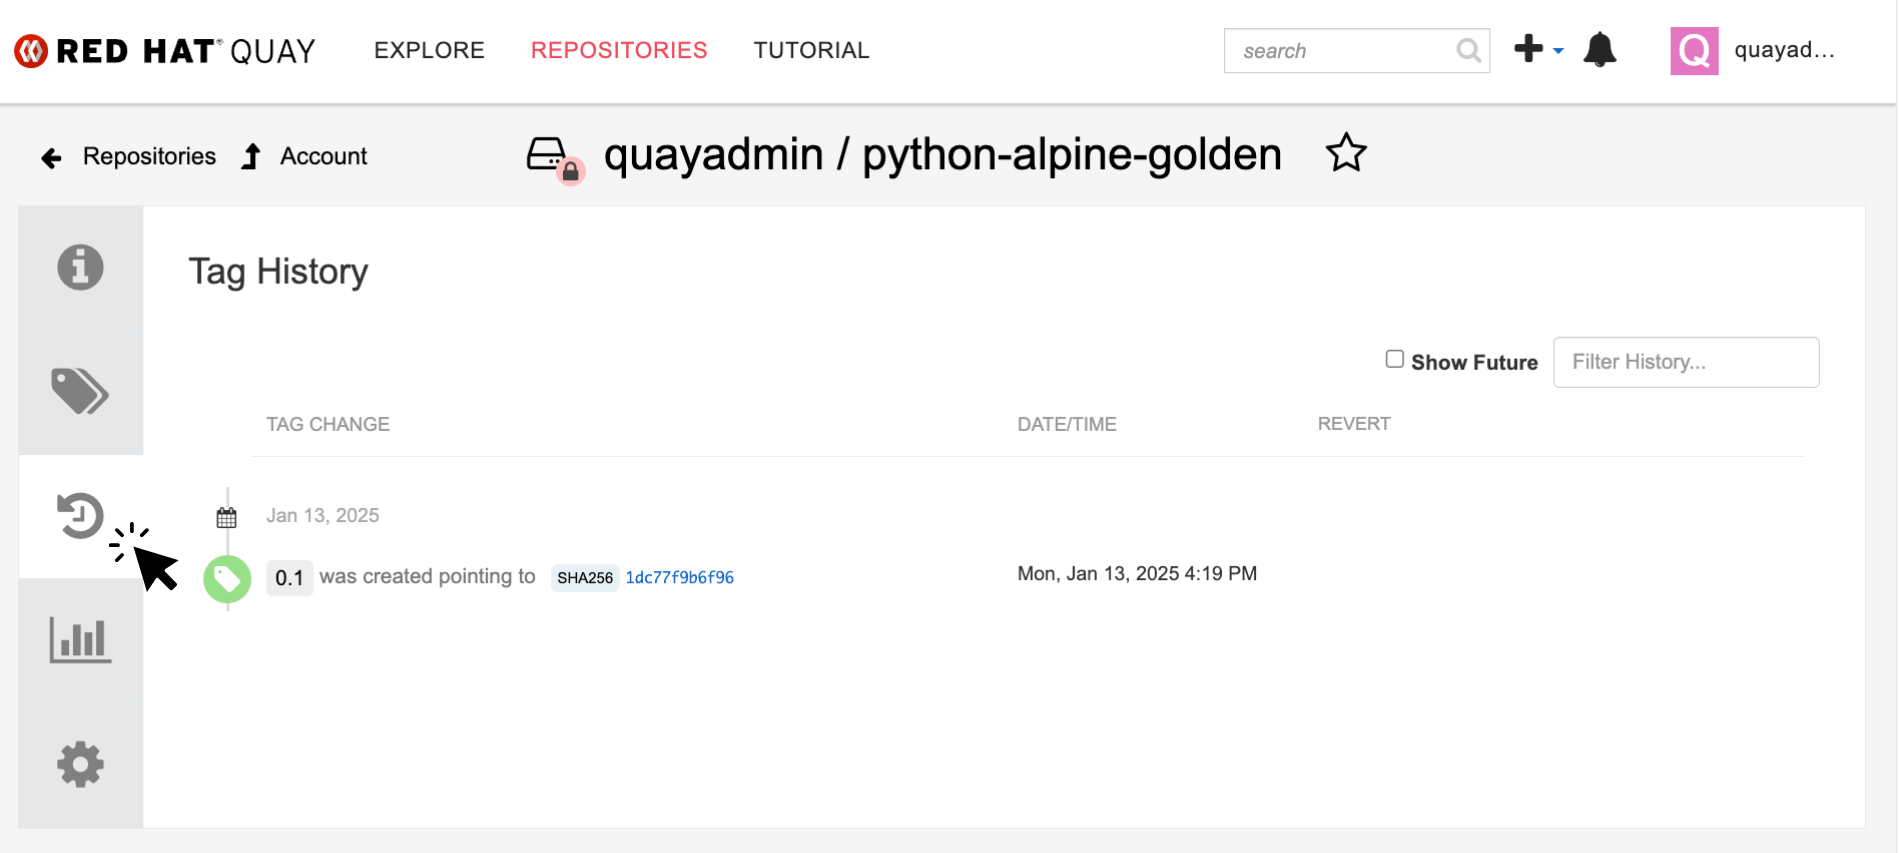 RED HAT® QUAY EXPLORE REPOSITORIES TUTORIAL search Q quayad...
Repositories Account quayadmin / python-alpine-golden
Tag History
Show Future Filter History...
TAG CHANGE DATE/TIME REVERT
Jan 13, 2025
0.1 was created pointing to SHA256 1dc77f9b6f96 Mon, Jan 13, 2025 4:19 PM